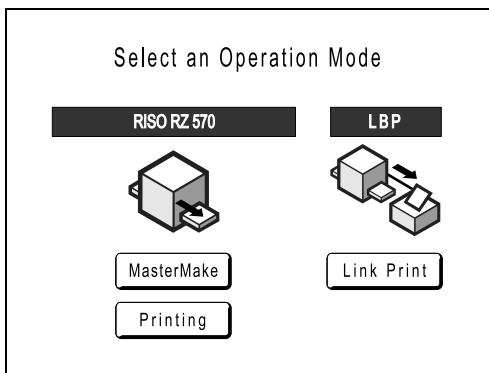 Select an Operation Mode
RISO RZ 570
LBP
MasterMake
Link Print
Printing